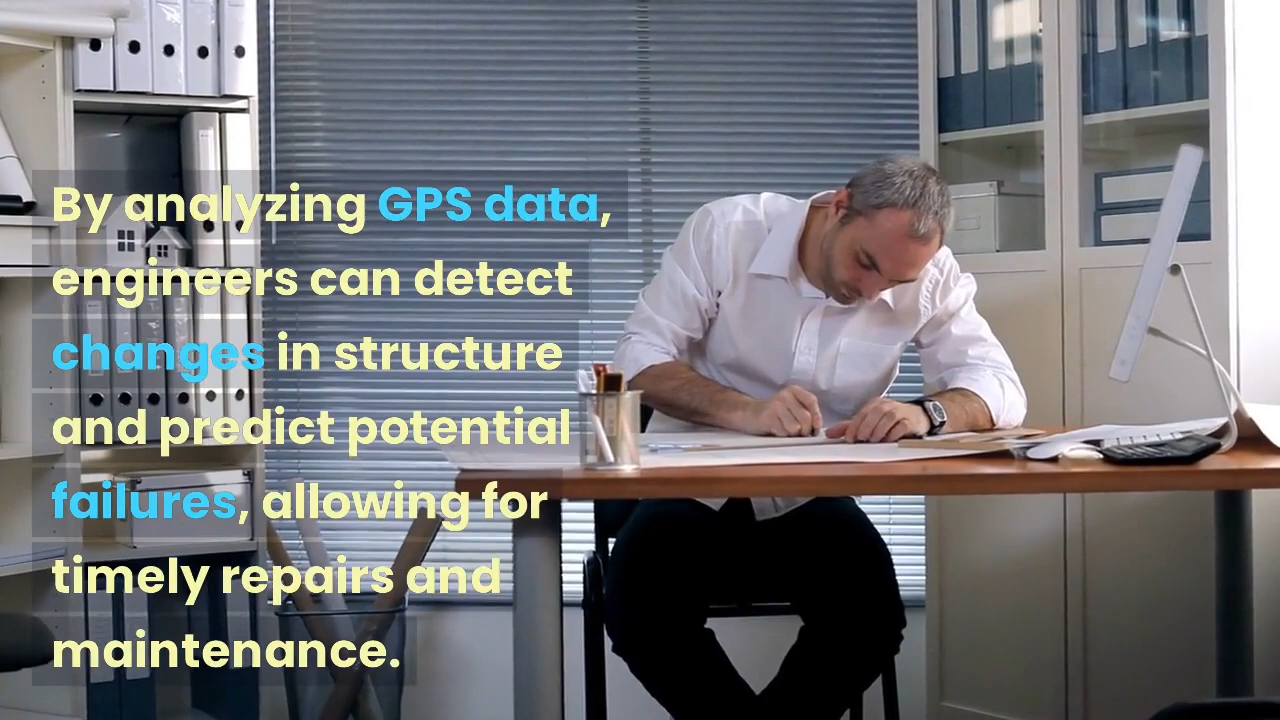 By analyzing GPS data,
engineers can detect
changes in structure
and predict potential
failures, allowing for
timely repairs and
maintenance.